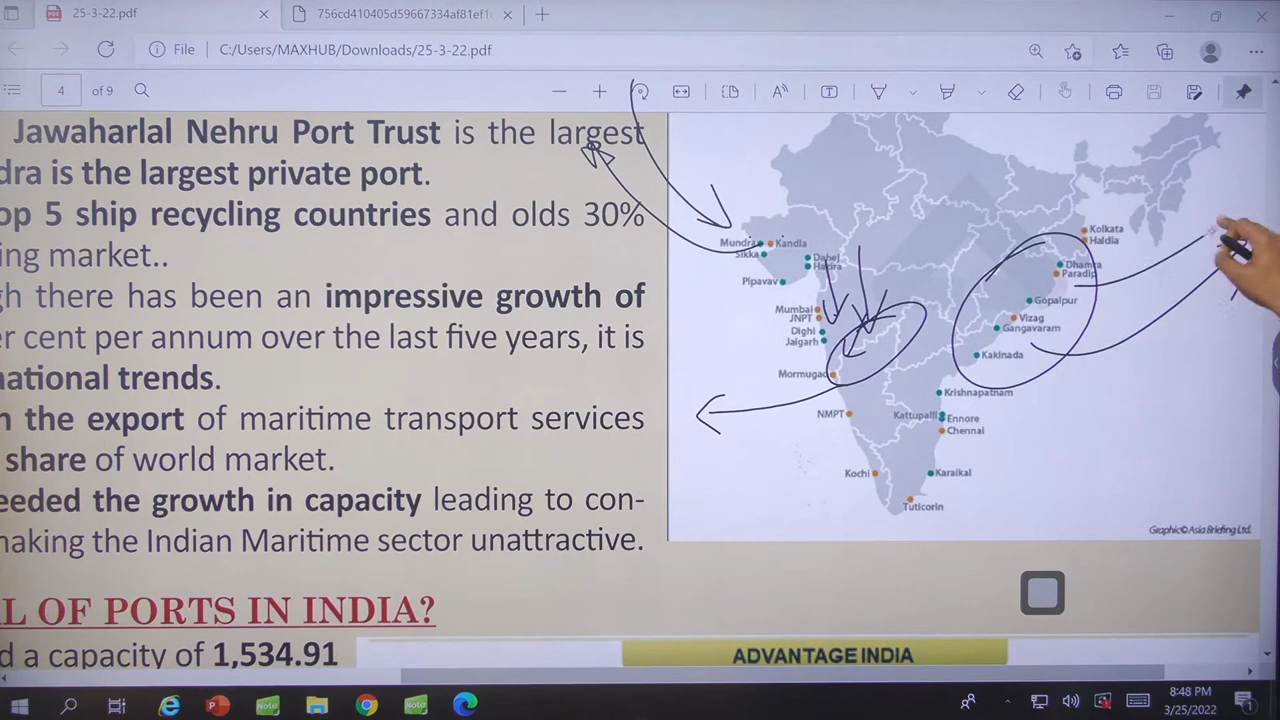 25-3-22.pdf
756cd410405d59667334af81ef1
File
C:/Users/MAXHUB/Downloads/25-3-22.pdf
4 of 9
Jawaharlal Nehru Port Trust is the largest
dra is the largest private port.
op 5 ship recycling countries and olds 30%
ing market..
gh there has been an impressive growth of
er cent per annum over the last five years, it is
national trends.
n the export of maritime transport services
share of world market.
eeded the growth in capacity leading to con-
making the Indian Maritime sector unattractive.
L OF PORTS IN INDIA?
d a capacity of 1,534.91
Kolkata
Haldia
Mundra
Kandla
Sikka
Dahej
Hazira
Dhamra
Paradip
Pipavav
Gopalpur
Mumbai
JNPT
Vizag
Gangavaram
Dighi
Jaigarh
Kakinada
Mormugao
Krishnapatnam
NMPT
Kattupalli
Ennore
Chennai
Kochi
Karaikal
Tuticorin
Graphic© Asia Briefing Ltd.
ADVANTAGE INDIA
Note
Note
8:48 PM
3/25/2022